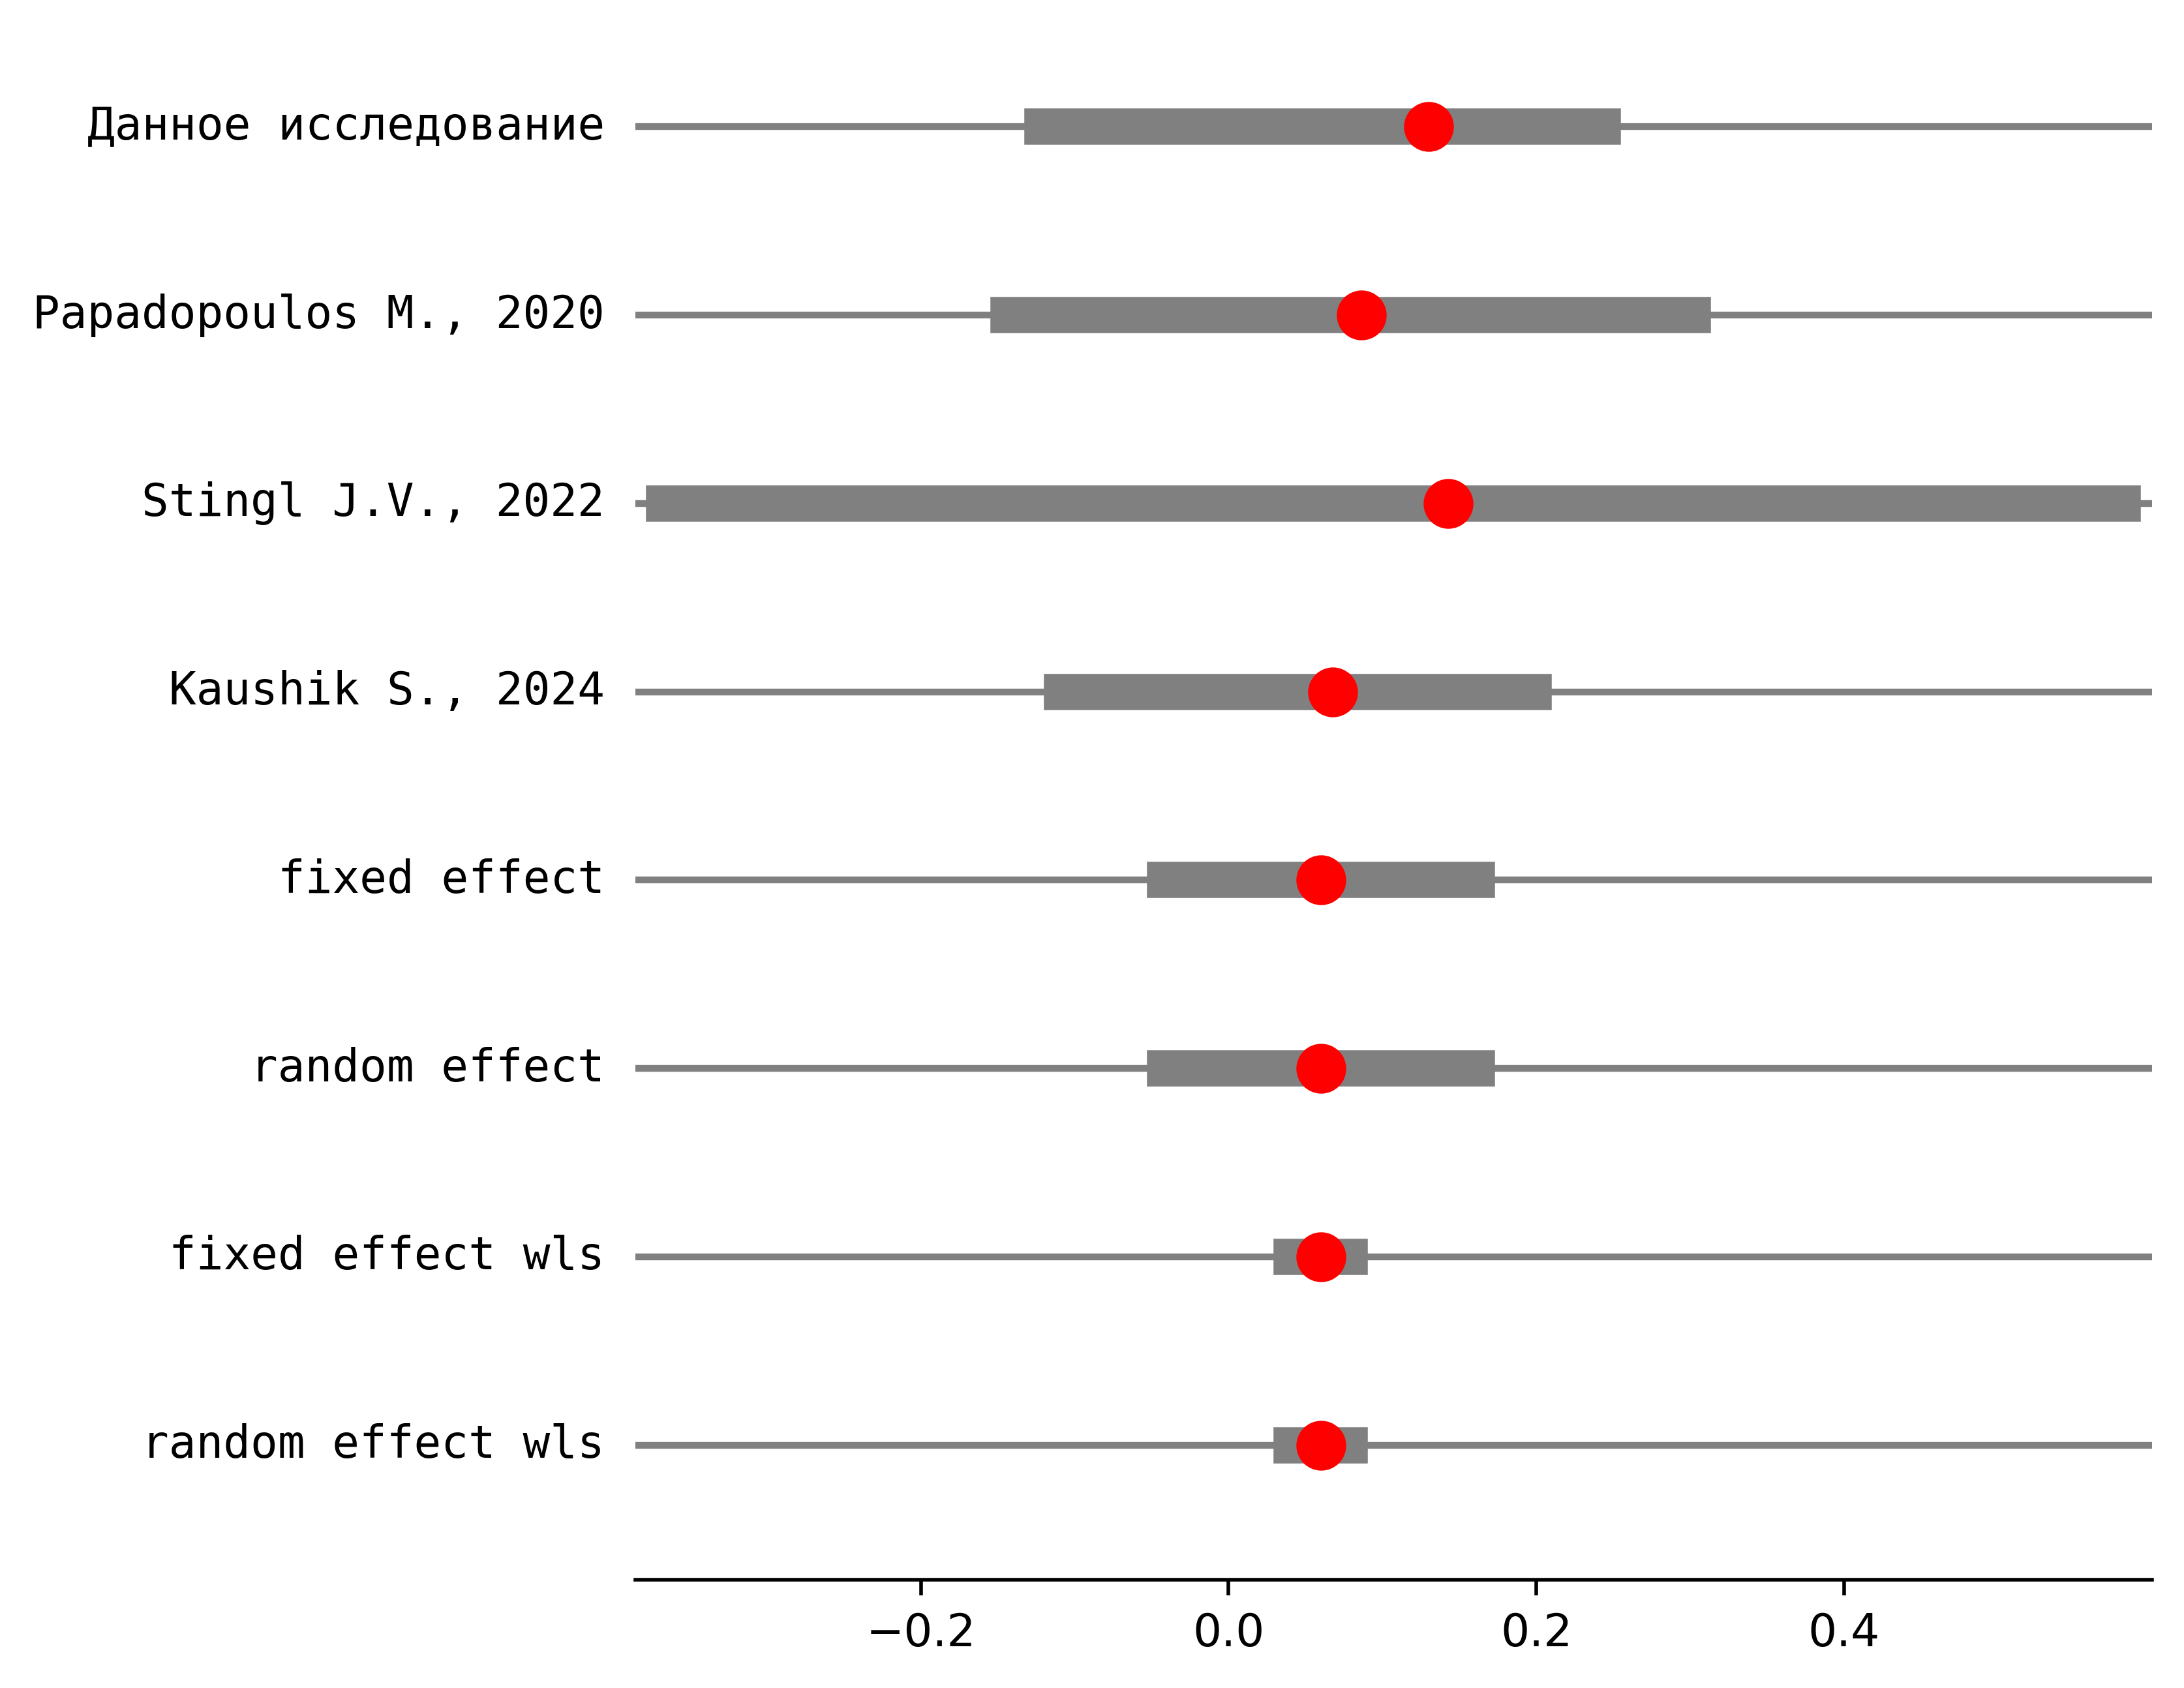 Данное исследование
Papadopoulos M., 2020
Stingl J.V., 2022
Kaushik S., 2024
fixed effect
random effect
fixed effect wls
random effect wls
−0.2 0.0 0.2 0.4